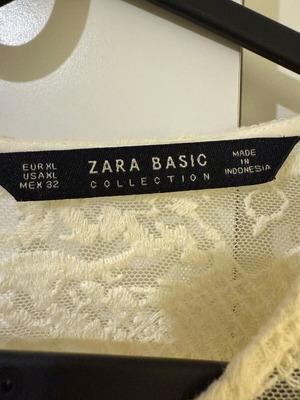 EUR XL
USA XL
MEX 32
ZARA BASIC
COLLECTION
MADE
IN
INDONESIA